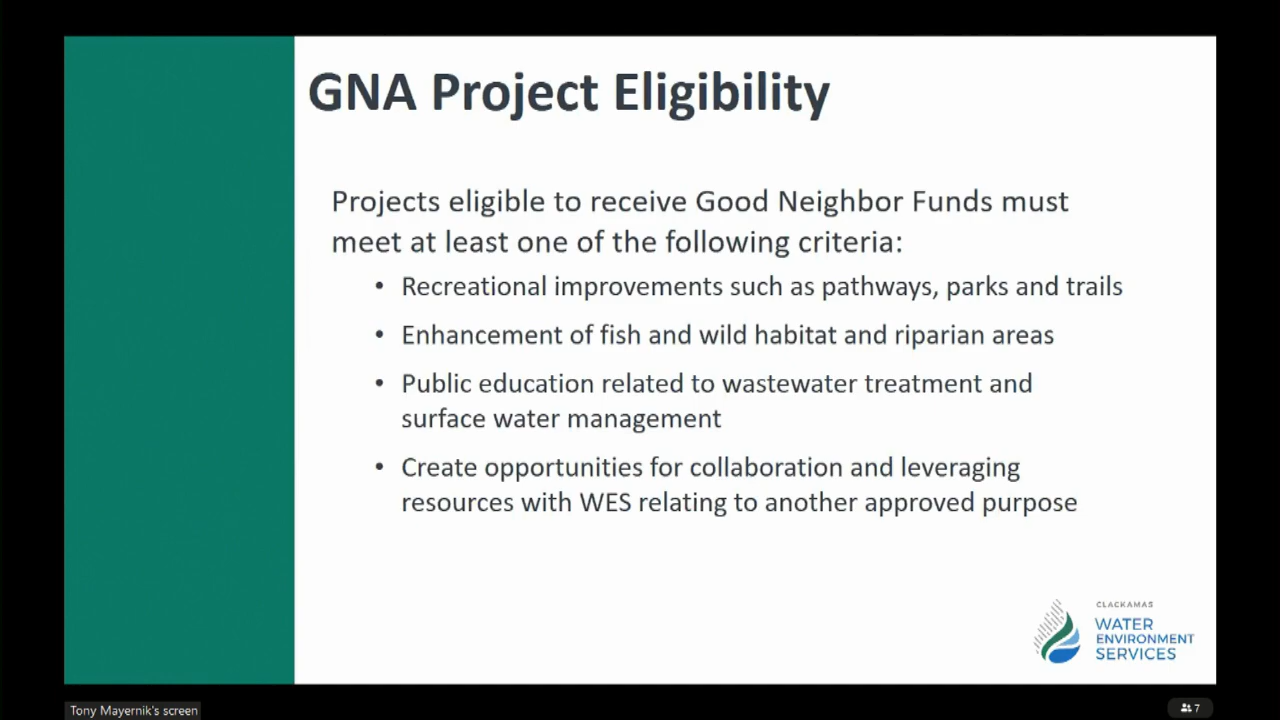 GNA Project Eligibility
Projects eligible to receive Good Neighbor Funds must
meet at least one of the following criteria:
• Recreational improvements such as pathways, parks and trails
• Enhancement of fish and wild habitat and riparian areas
• Public education related to wastewater treatment and
surface water management
• Create opportunities for collaboration and leveraging
resources with WES relating to another approved purpose
CLACKAMAS
WATER
ENVIRONMENT
SERVICES
Tony Mayernik's screen
7